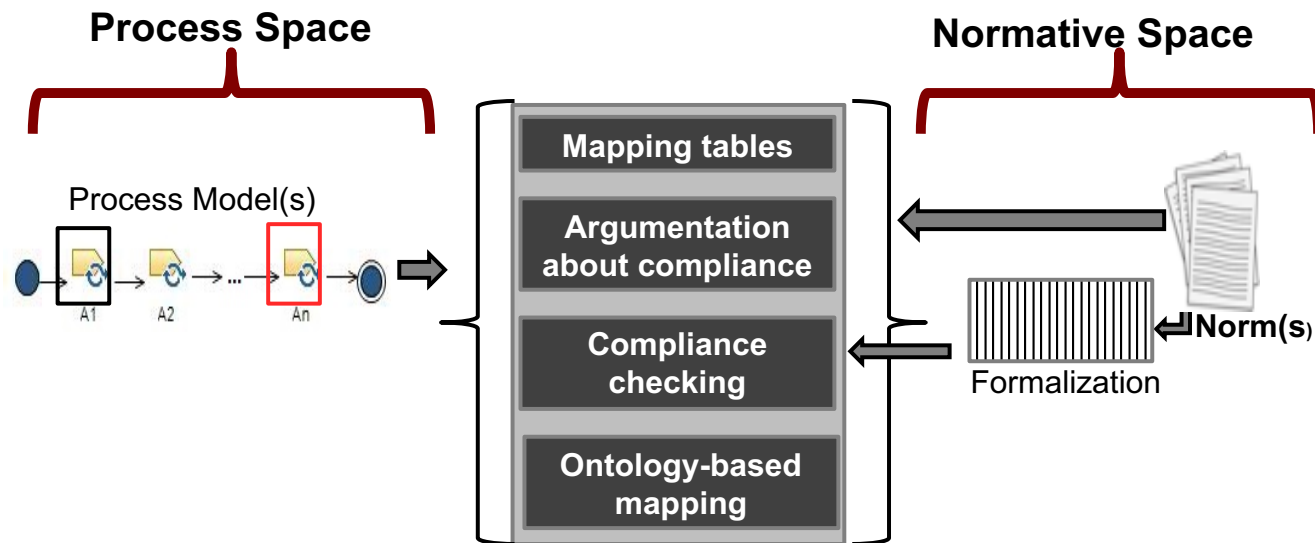 Process Space
Normative Space
Process Model(s)
A1
A2
...
An
Mapping tables
Argumentation
about compliance
Compliance
checking
Ontology-based
mapping
Norm(s)
Formalization